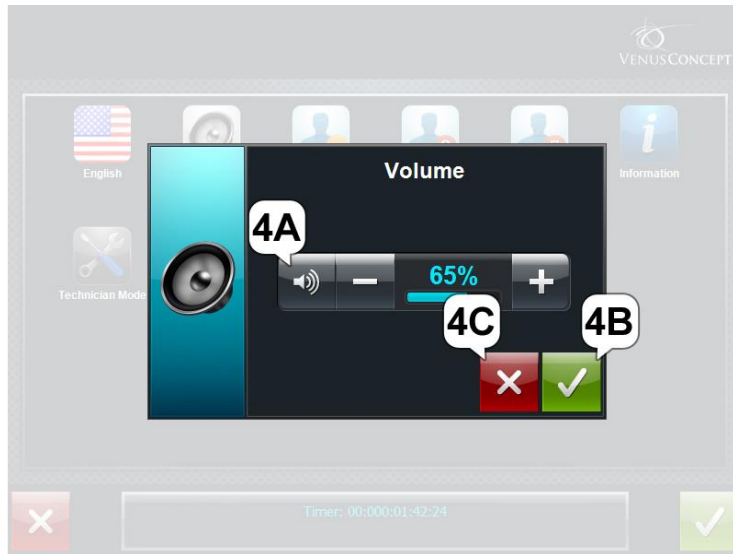 VENUS CONCEPT
English
Information
Volume
4A
65%
Technician Mode
4C
4B
Timer: 00:000:01:42:24